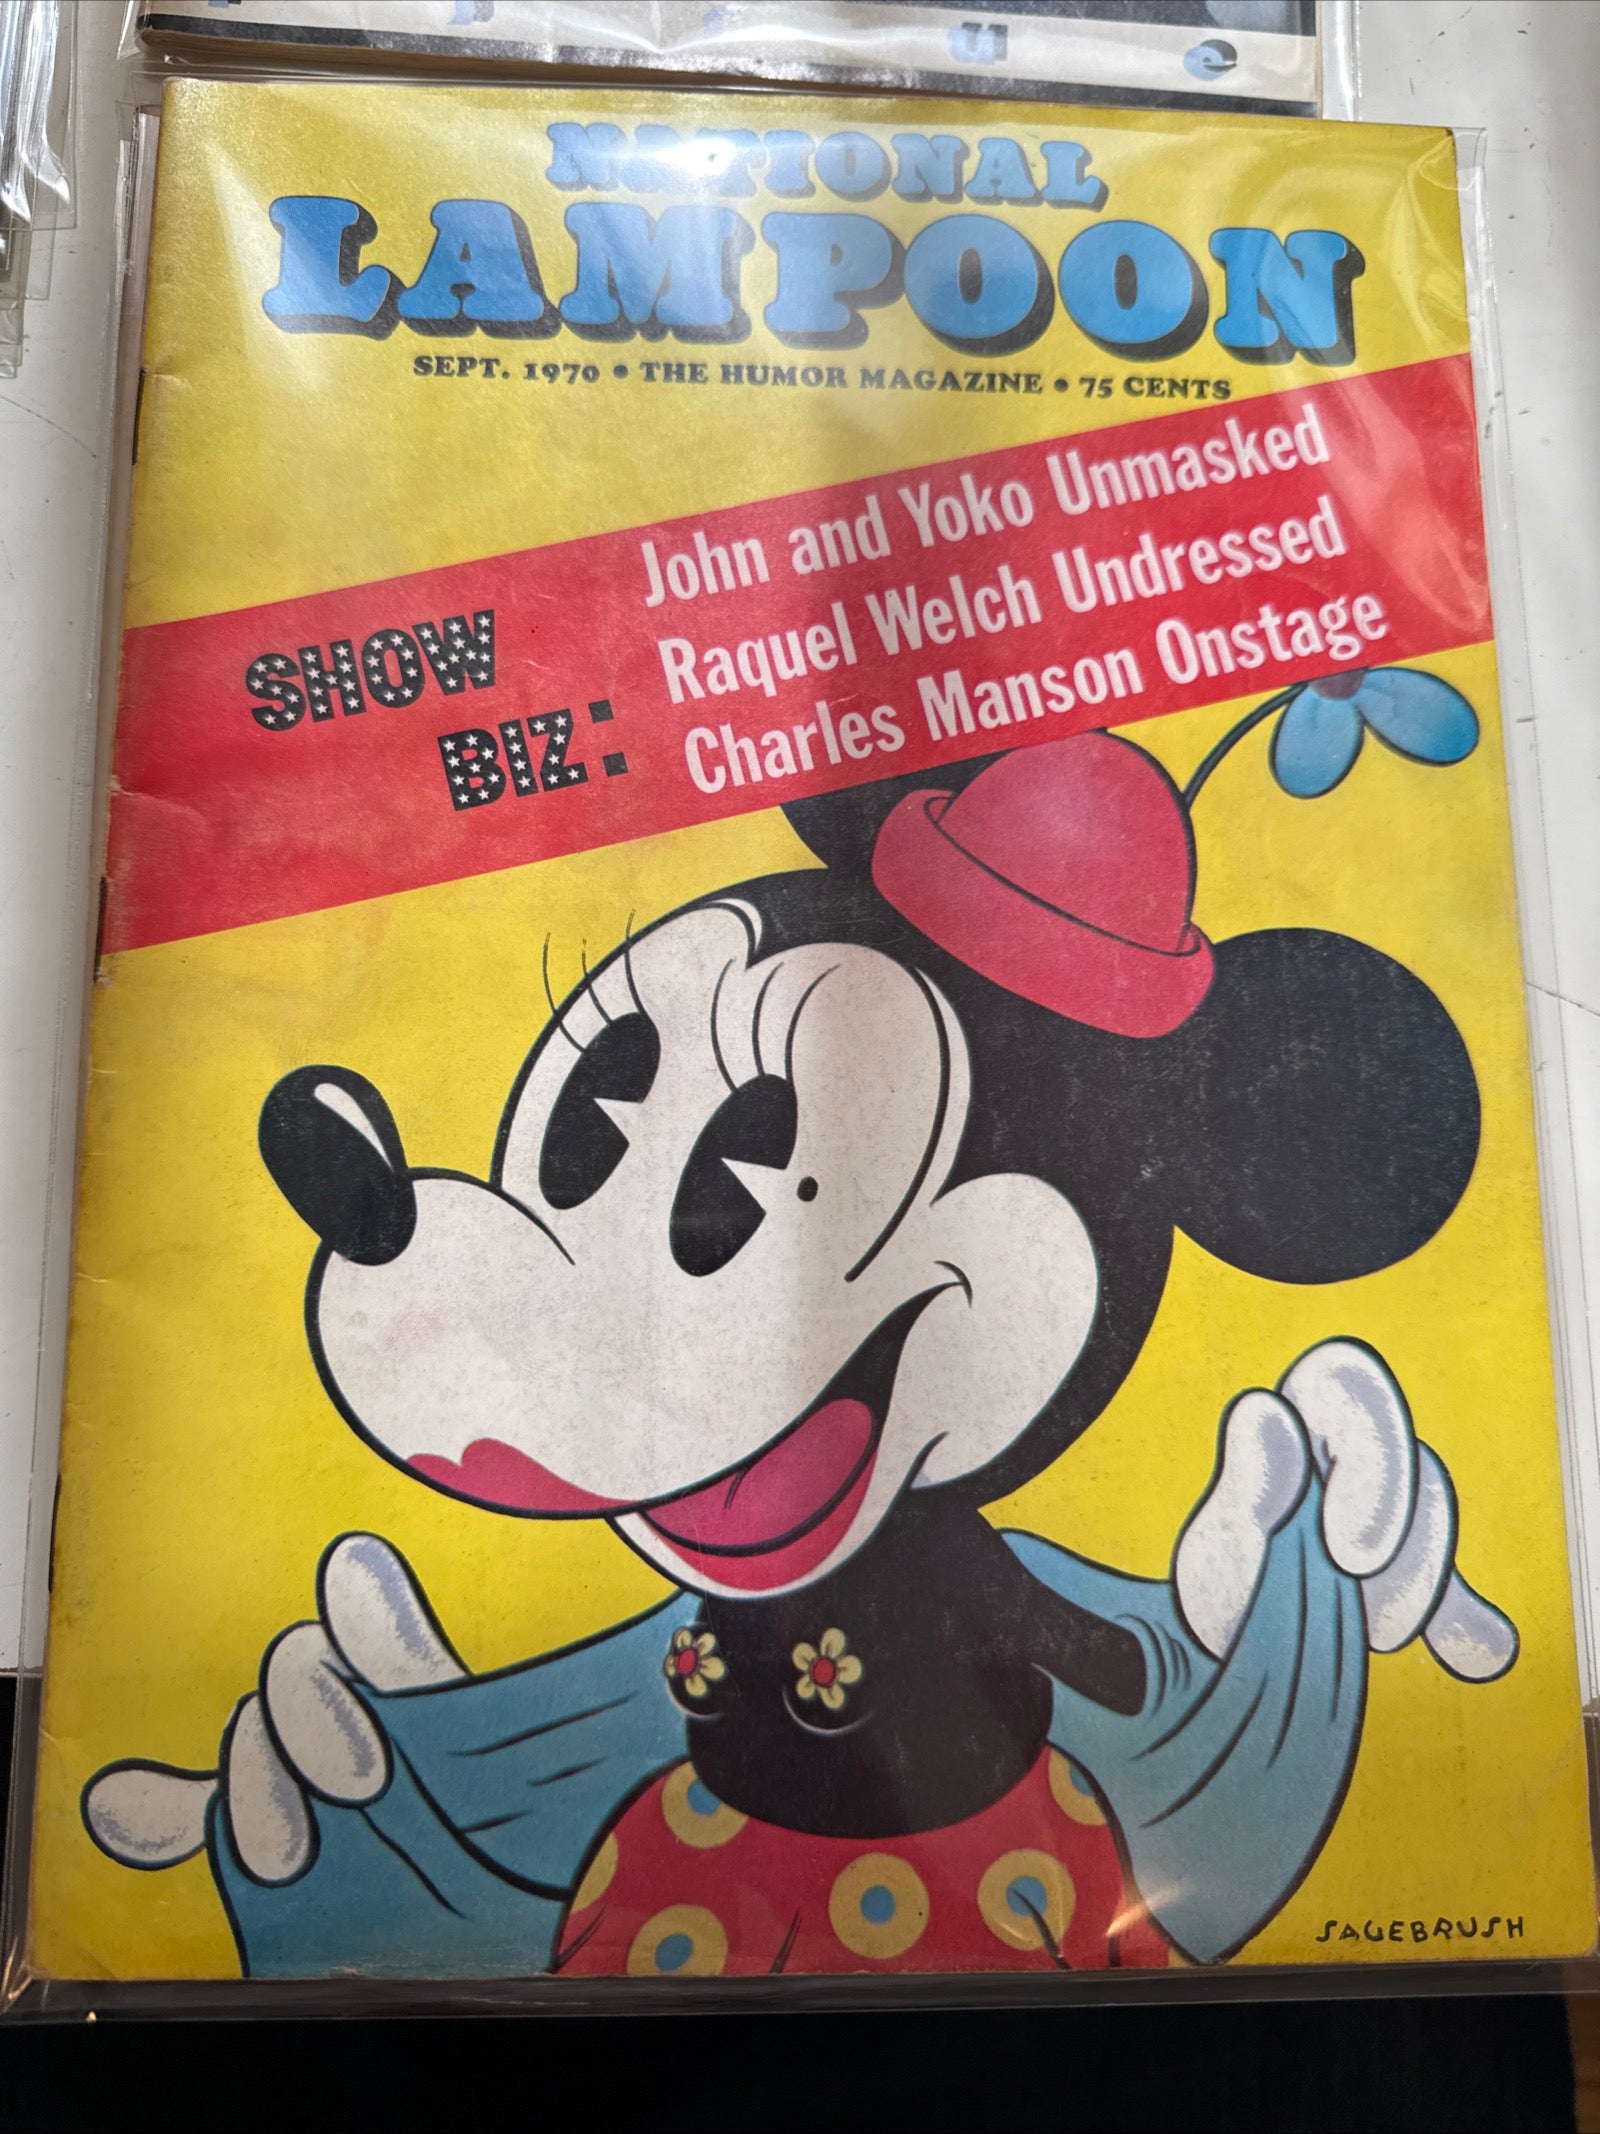 u e
NATIONAL
LAMPOON
SEPT. 1970 • THE HUMOR MAGAZINE • 75 CENTS
SHOW
BIZ:
John and Yoko Unmasked
Raquel Welch Undressed
Charles Manson Onstage
SAGEBRUSH